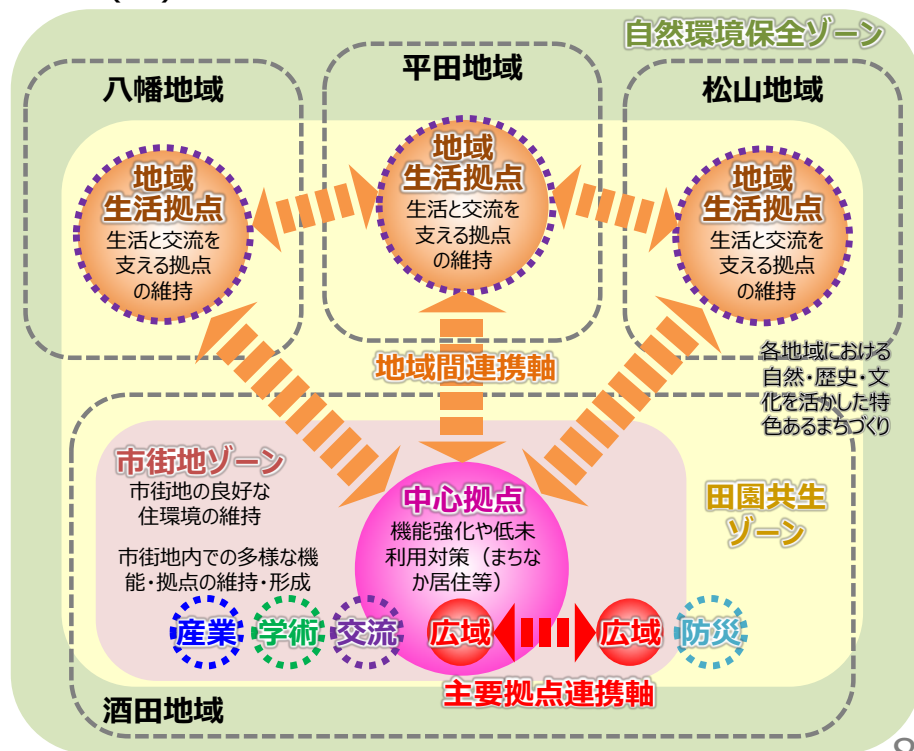 自然環境保全ゾーン
八幡地域
平田地域
松山地域
地域
生活拠点
生活と交流を
支える拠点
の維持
地域
生活拠点
生活と交流を
支える拠点
の維持
地域
生活拠点
生活と交流を
支える拠点
の維持
地域間連携軸
各地域における
自然・歴史・文
化を活かした特
色あるまちづくり
市街地ゾーン
市街地の良好な
住環境の維持
市街地内での多様な機
能・拠点の維持・形成
中心拠点
機能強化や低未
利用対策（まちな
か居住等）
田園共生
ゾーン
産業
学術
交流
広域
広域
防災
主要拠点連携軸
酒田地域